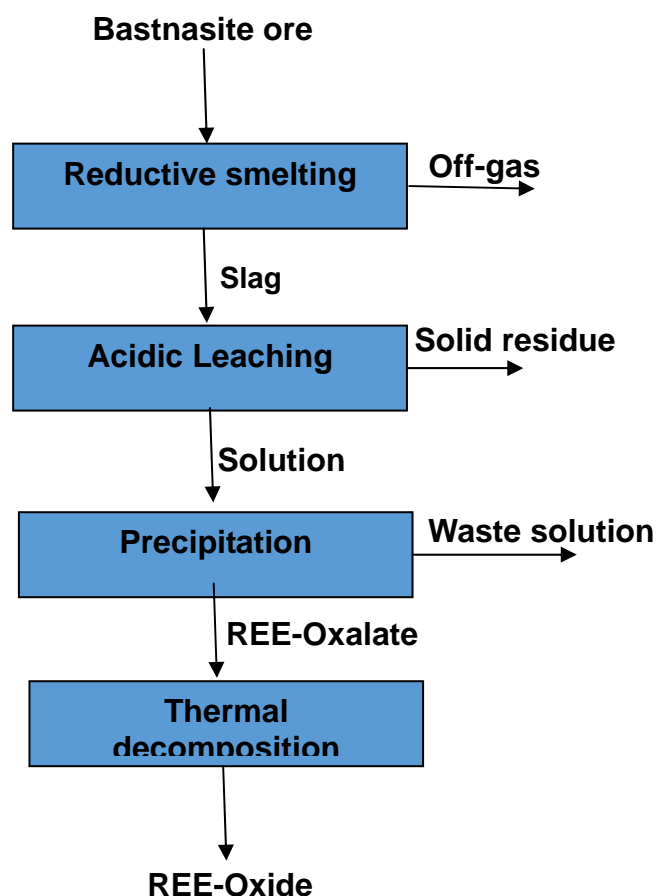 Bastnasite ore
Reductive smelting
Off-gas
Slag
Acidic Leaching
Solid residue
Solution
Precipitation
Waste solution
REE-Oxalate
Thermal
decomposition
REE-Oxide